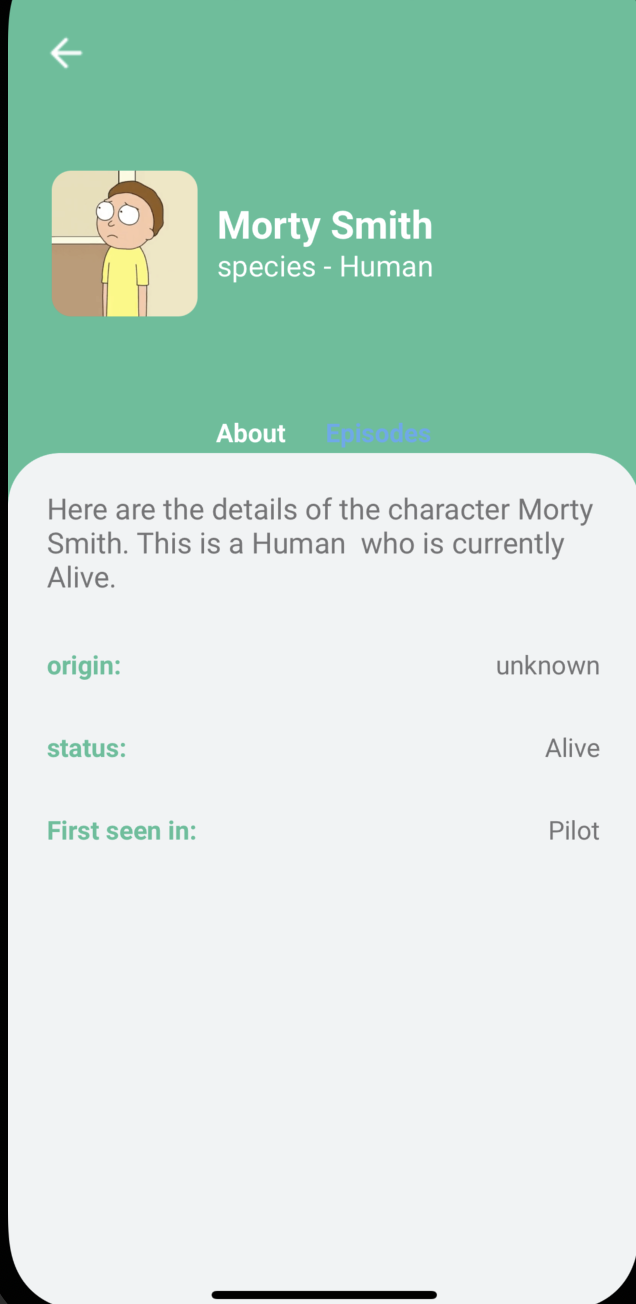 Morty Smith
species - Human
About Episodes
Here are the details of the character Morty
Smith. This is a Human  who is currently
Alive.
origin: unknown
status: Alive
First seen in: Pilot